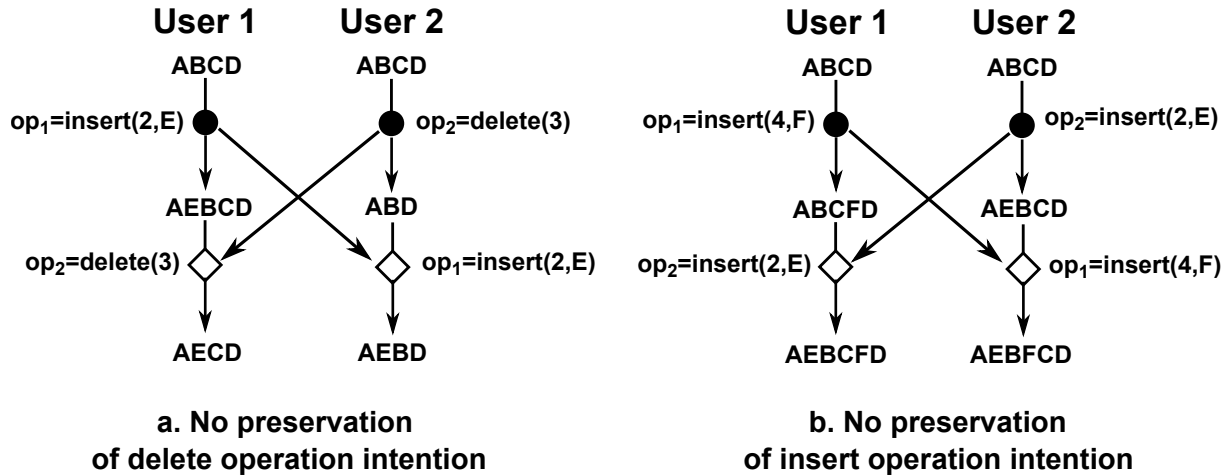 User 1 User 2
ABCD ABCD
op1=insert(2,E) op2=delete(3)
AEBCD ABD
op2=delete(3) op1=insert(2,E)
AECD AEBD
a. No preservation
of delete operation intention
User 1 User 2
ABCD ABCD
op1=insert(4,F) op2=insert(2,E)
ABCFD AEBCD
op2=insert(2,E) op1=insert(4,F)
AEBCFD AEBFCD
b. No preservation
of insert operation intention